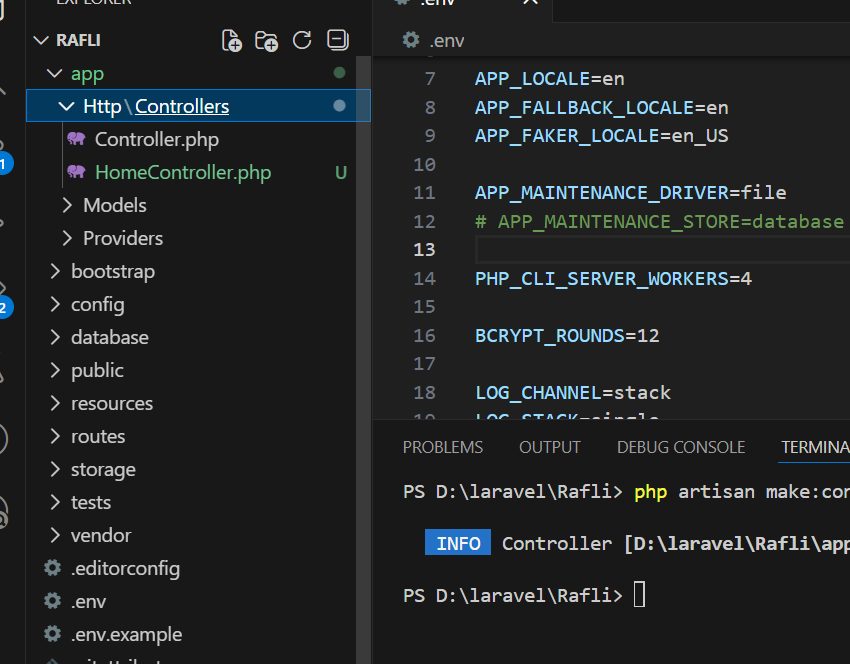 EXPLORER
RAFLI
app
Http\Controllers
Controller.php
HomeController.php U
Models
Providers
bootstrap
config
database
public
resources
routes
storage
tests
vendor
.editorconfig
.env
.env.example
.env
.env
7 APP_LOCALE=en
8 APP_FALLBACK_LOCALE=en
9 APP_FAKER_LOCALE=en_US
10
11 APP_MAINTENANCE_DRIVER=file
12 # APP_MAINTENANCE_STORE=database
13
14 PHP_CLI_SERVER_WORKERS=4
15
16 BCRYPT_ROUNDS=12
17
18 LOG_CHANNEL=stack
19 LOG_STACK=single
PROBLEMS OUTPUT DEBUG CONSOLE TERMINA
PS D:\laravel\Rafli> php artisan make:con
INFO Controller [D:\laravel\Rafli\app
PS D:\laravel\Rafli>
1
2